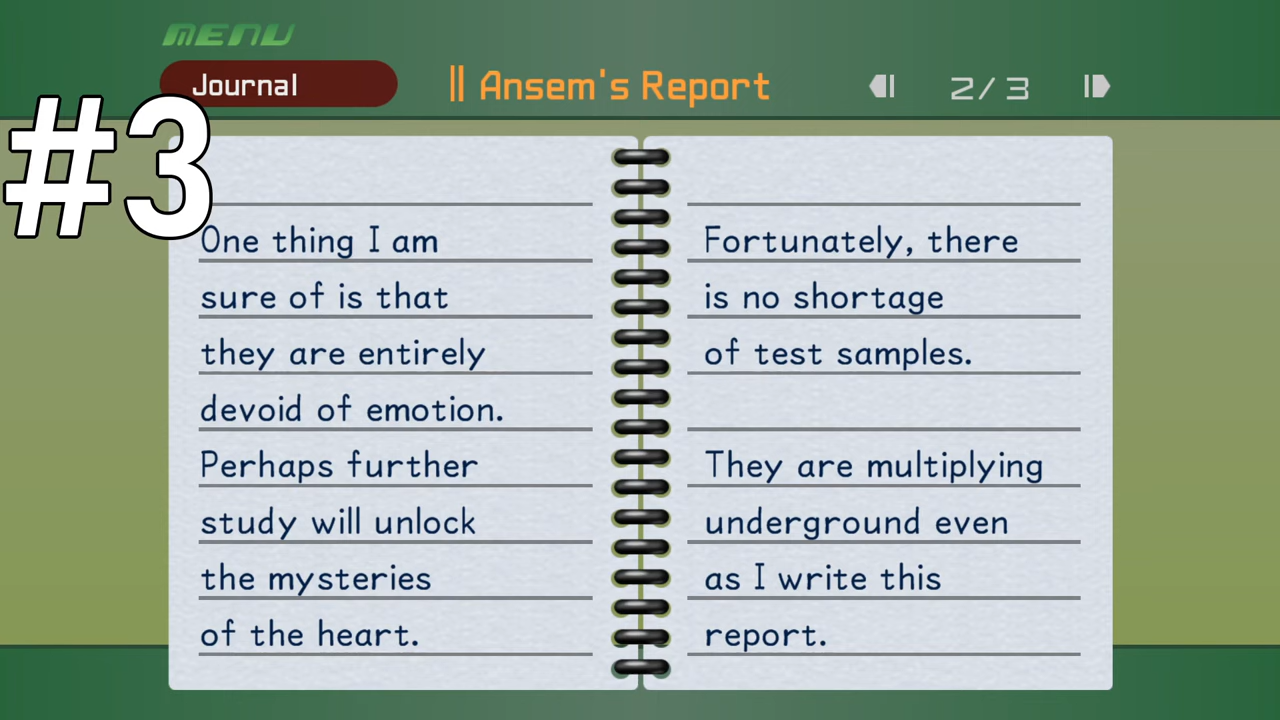 MENU
Journal
Ansem's Report
2/3
#3
One thing I am
sure of is that
they are entirely
devoid of emotion.
Perhaps further
study will unlock
the mysteries
of the heart.
Fortunately, there
is no shortage
of test samples.
They are multiplying
underground even
as I write this
report.